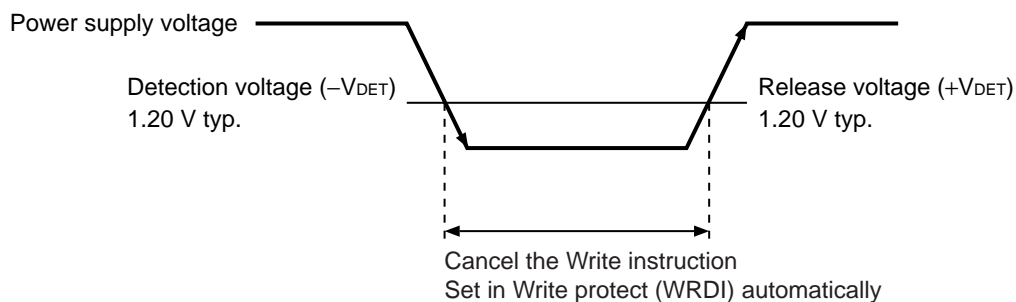 Power supply voltage
Detection voltage (−VDET)
1.20 V typ.
Release voltage (+VDET)
1.20 V typ.
Cancel the Write instruction
Set in Write protect (WRDI) automatically